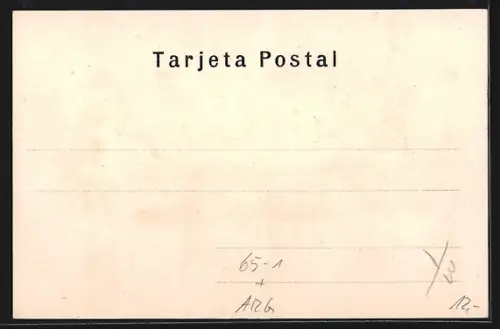 Tarjeta Postal
65-1
+
ARG
12,-